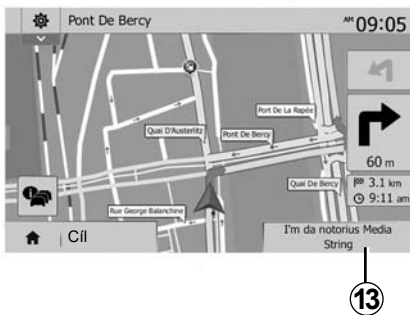 Pont De Bercy
AM 09:05
Port De La Rapée
Quai D'Austerlitz
Pont De Bercy
60 m
Quai De Bercy
3.1 km
9:11 am
Rue George Balanchine
Cíl
I'm da notorius Media
String
13